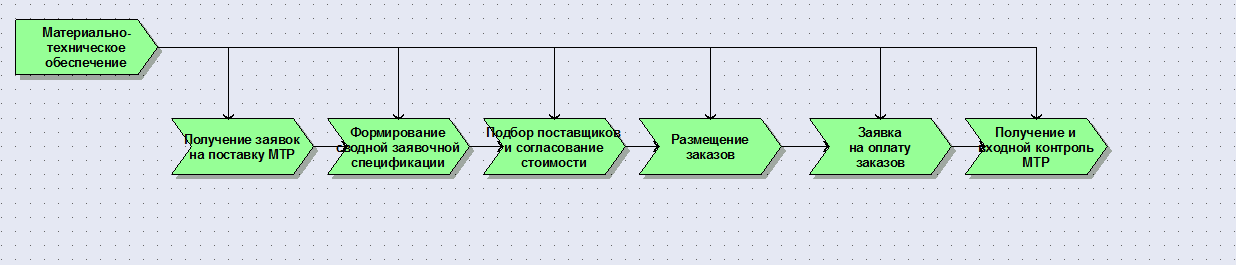 Материально-
техническое
обеспечение
Получение заявок
на поставку МТР
Формирование
сводной заявочной
спецификации
Подбор поставщиков
и согласование
стоимости
Размещение
заказов
Заявка
на оплату
заказов
Получение и
входной контроль
МТР